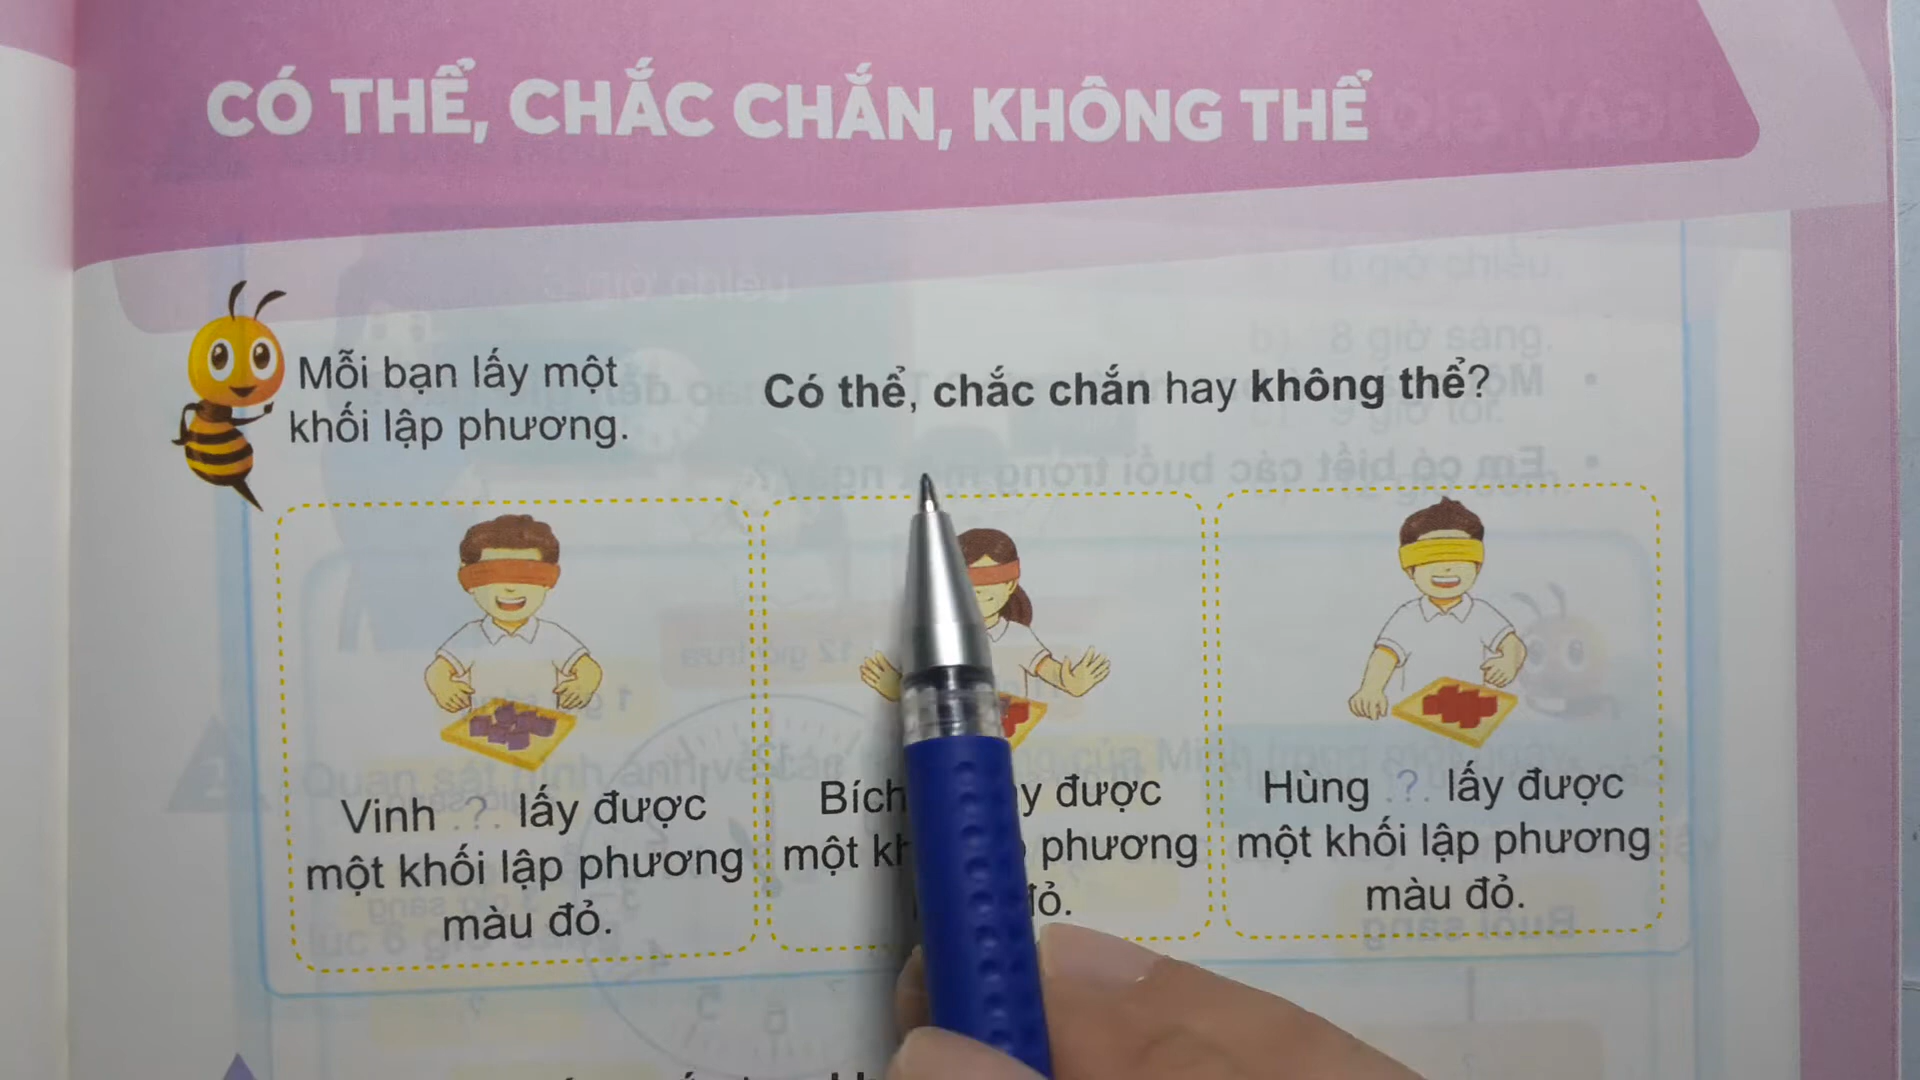 CÓ THỂ, CHẮC CHẮN, KHÔNG THỂ
Mỗi bạn lấy một
khối lập phương.
Có thể, chắc chắn hay không thể?
Vinh .?. lấy được
một khối lập phương
màu đỏ.
Bích
y được
một kh
phương
đỏ.
Hùng .?. lấy được
một khối lập phương
màu đỏ.